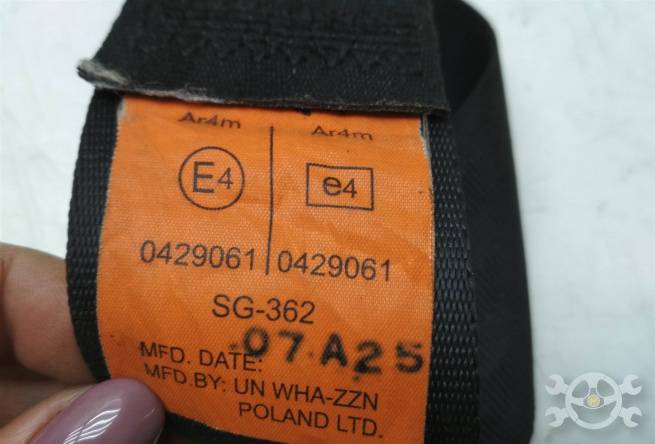 Ar4m Ar4m
E4 e4
0429061 0429061
SG-362
MFD. DATE: 07 A25
MFD.BY: UN WHA-ZZN
POLAND LTD.